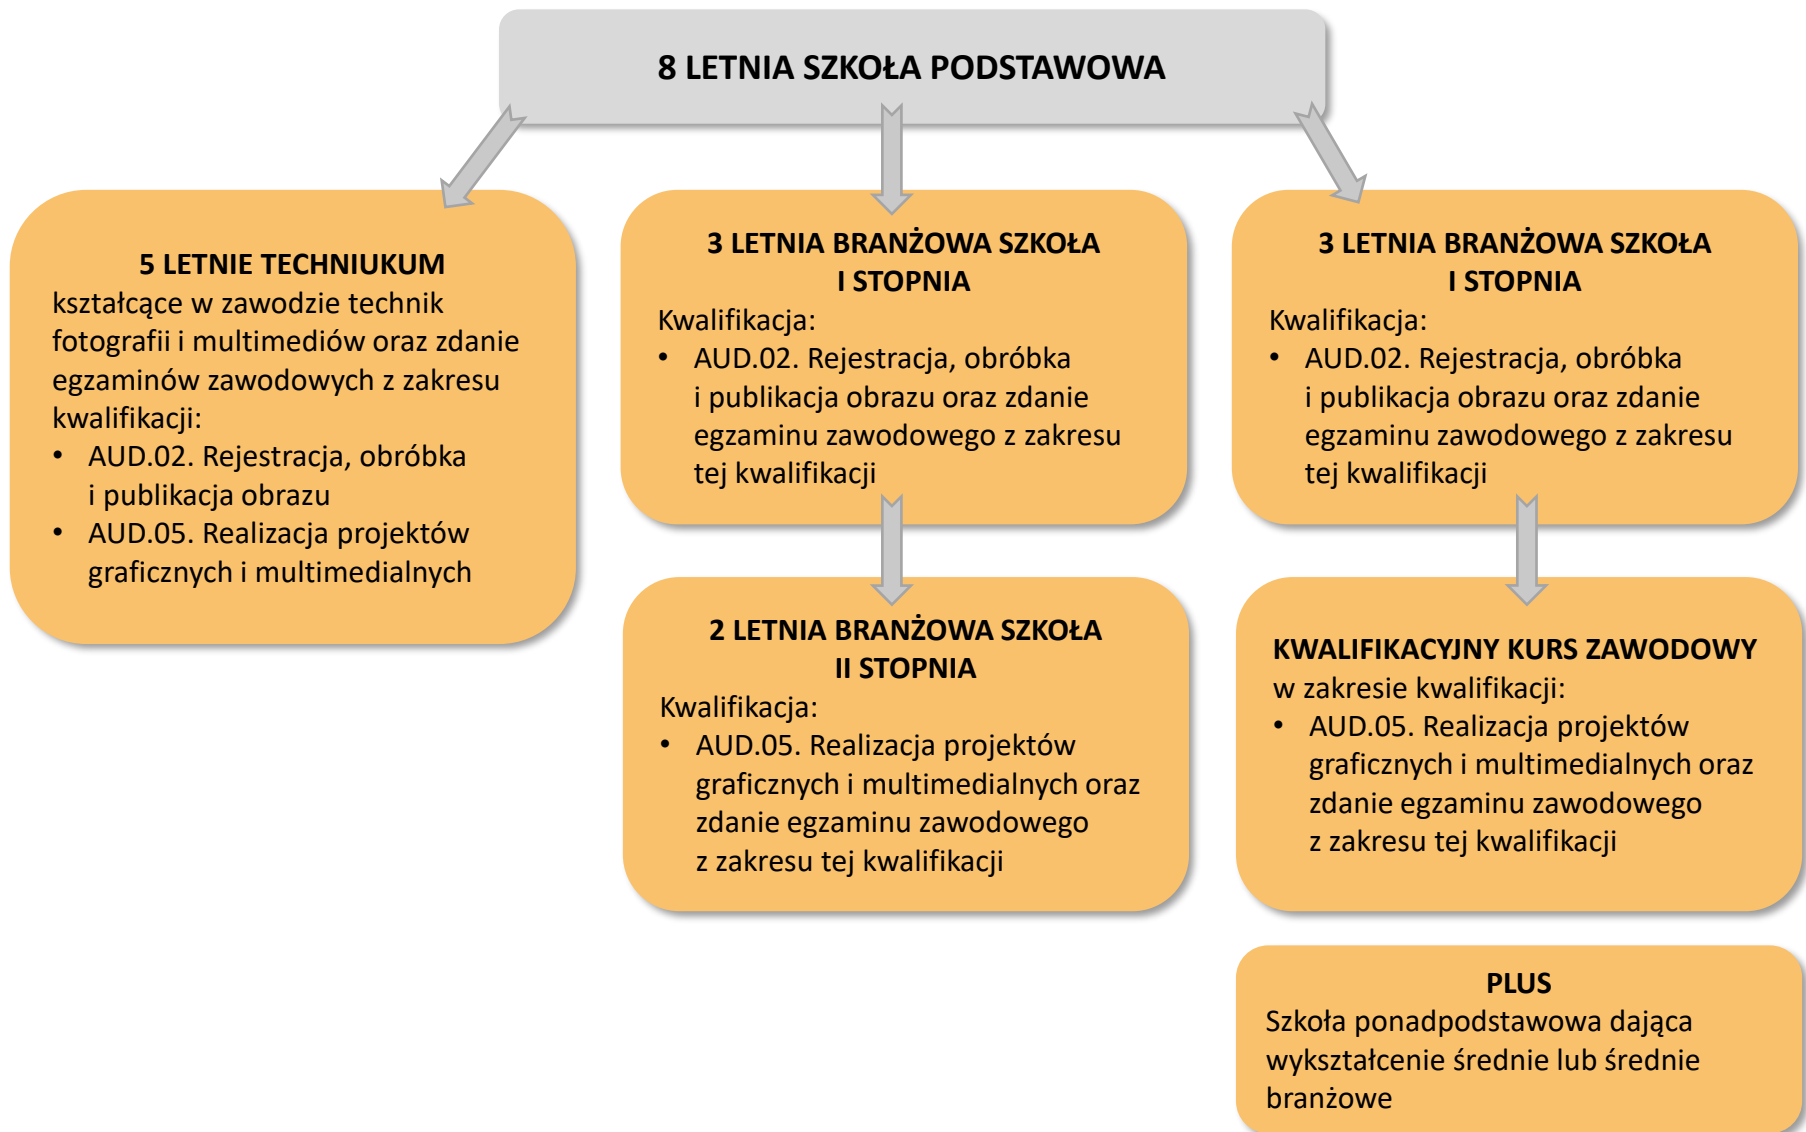 8 LETNIA SZKOŁA PODSTAWOWA
5 LETNIE TECHNIUKUM
kształcące w zawodzie technik
fotografii i multimediów oraz zdanie
egzaminów zawodowych z zakresu
kwalifikacji:
• AUD.02. Rejestracja, obróbka
i publikacja obrazu
• AUD.05. Realizacja projektów
graficznych i multimedialnych
3 LETNIA BRANŻOWA SZKOŁA
I STOPNIA
Kwalifikacja:
• AUD.02. Rejestracja, obróbka
i publikacja obrazu oraz zdanie
egzaminu zawodowego z zakresu
tej kwalifikacji
2 LETNIA BRANŻOWA SZKOŁA
II STOPNIA
Kwalifikacja:
• AUD.05. Realizacja projektów
graficznych i multimedialnych oraz
zdanie egzaminu zawodowego
z zakresu tej kwalifikacji
3 LETNIA BRANŻOWA SZKOŁA
I STOPNIA
Kwalifikacja:
• AUD.02. Rejestracja, obróbka
i publikacja obrazu oraz zdanie
egzaminu zawodowego z zakresu
tej kwalifikacji
KWALIFIKACYJNY KURS ZAWODOWY
w zakresie kwalifikacji:
• AUD.05. Realizacja projektów
graficznych i multimedialnych oraz
zdanie egzaminu zawodowego
z zakresu tej kwalifikacji
PLUS
Szkoła ponadpodstawowa dająca
wykształcenie średnie lub średnie
branżowe